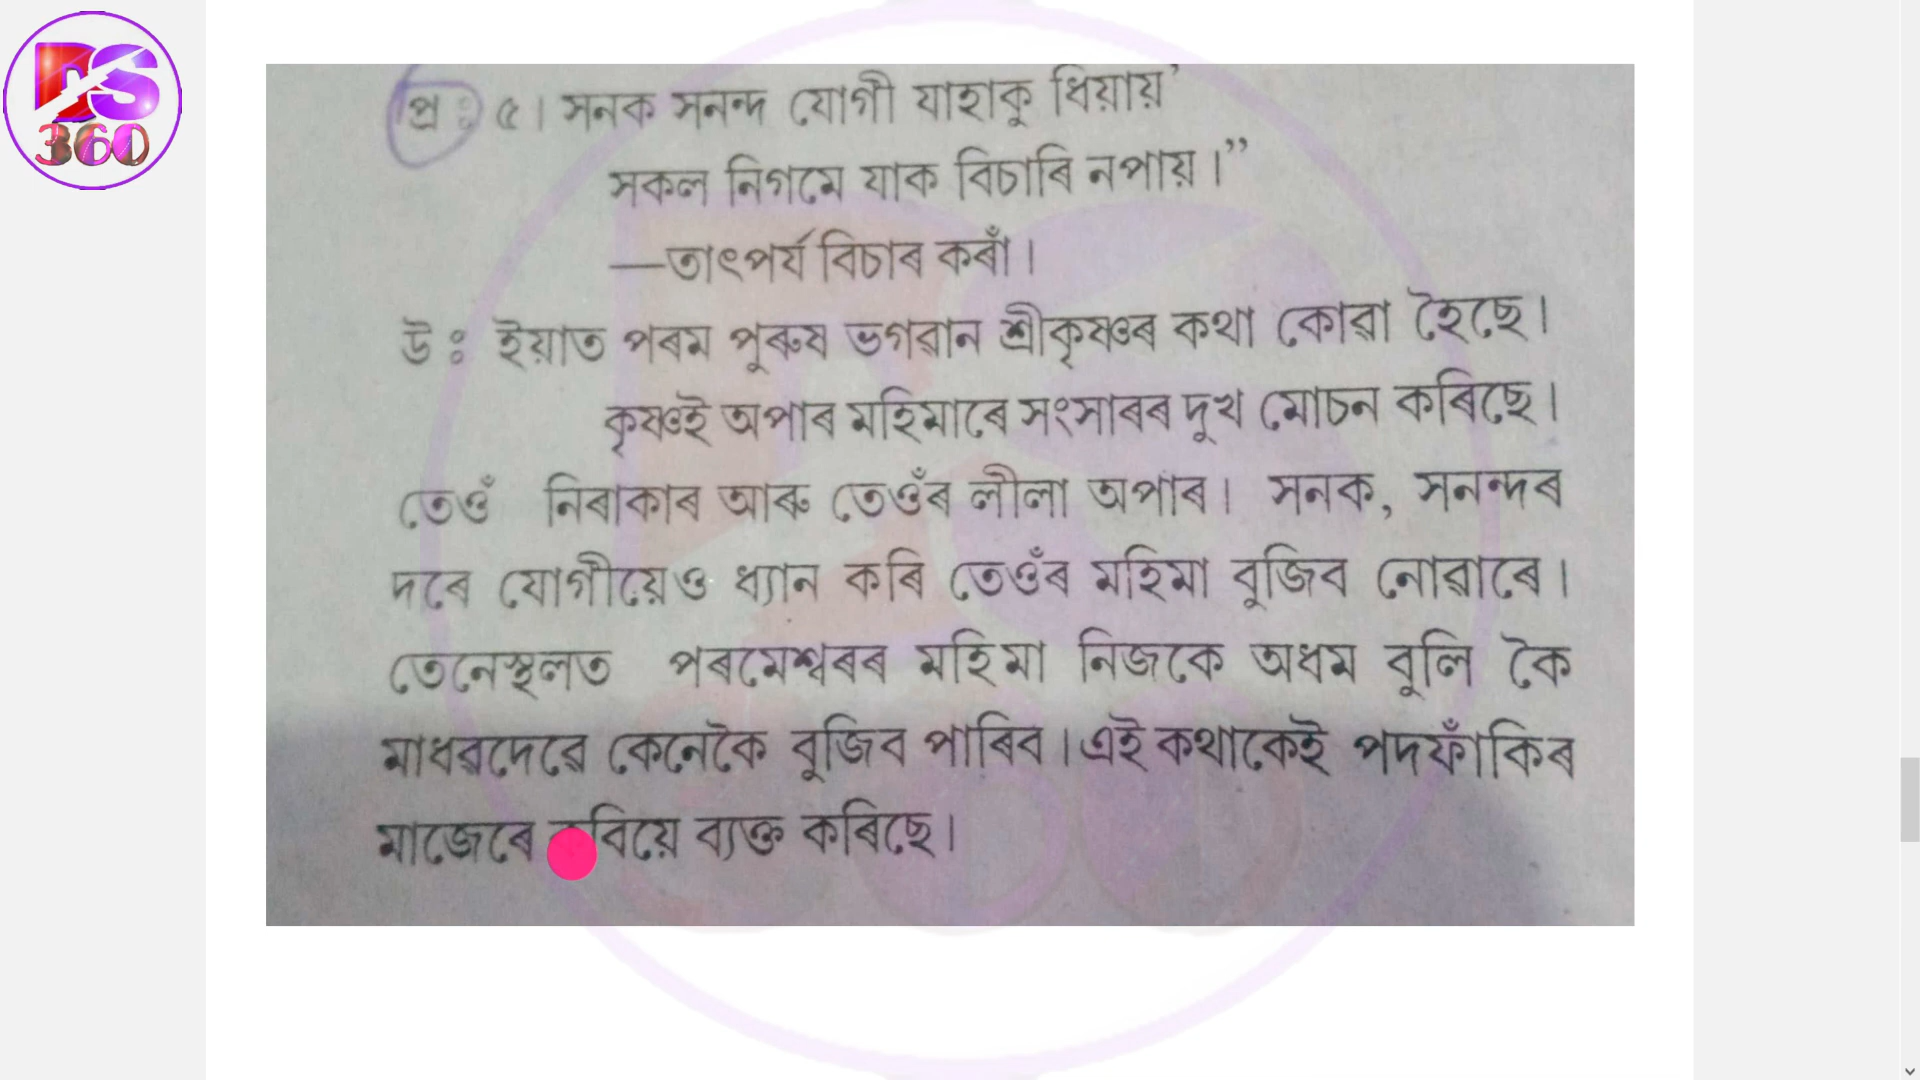 DS
360
প্র : ৫। সনক সনন্দ যোগী যাহাকু ধিয়ায়’
সকল নিগমে যাক বিচাৰি নপায়।”
—তাৎপৰ্য বিচাৰ কৰাঁ।
উ : ইয়াত পৰম পুৰুষ ভগৱান শ্ৰীকৃষ্ণৰ কথা কোৱা হৈছে।
কৃষ্ণই অপাৰ মহিমাৰে সংসাৰৰ দুখ মোচন কৰিছে।
তেওঁ নিৰাকাৰ আৰু তেওঁৰ লীলা অপাৰ। সনক, সনন্দৰ
দৰে যোগীয়েও ধ্যান কৰি তেওঁৰ মহিমা বুজিব নোৱাৰে।
তেনেস্থলত পৰমেশ্বৰৰ মহিমা নিজকে অধম বুলি কৈ
মাধৱদেৱে কেনেকৈ বুজিব পাৰিব। এই কথাকেই পদফাঁকিৰ
মাজেৰে ব্যক্ত কৰিছে।